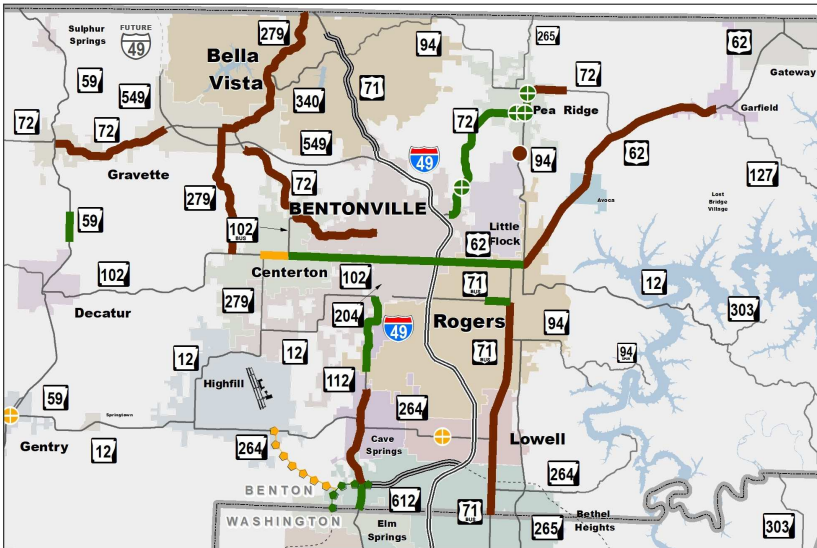 Sulphur
Springs
FUTURE
49
279
94
265
62
Bella
Vista
59
549
340
71
72
Gateway
72
72
72
Pea Ridge
Garfield
549
49
94
62
127
Gravette
279
72
Avoca
Lost
Bridge
Village
59
102
BUS
BENTONVILLE
Little
Flock
62
Centerton
102
102
71
BUS
12
279
204
49
Rogers
94
303
Decatur
12
12
71
BUS
94
SPUR
Highfill
112
59
Springtown
264
Gentry
12
264
Cave
Springs
Lowell
264
BENTON
612
71
BUS
WASHINGTON
Elm
Springs
265
Bethel
Heights
303